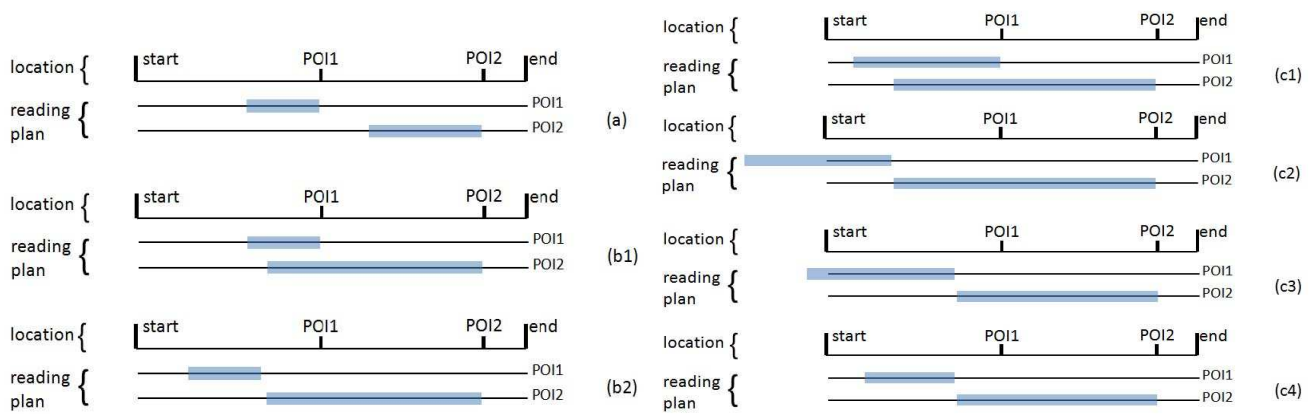 start POI1 POI2 end
location {
reading plan { POI1
POI2
(a)
start POI1 POI2 end
location {
reading plan { POI1
POI2
(b1)
start POI1 POI2 end
location {
reading plan { POI1
POI2
(b2)
start POI1 POI2 end
location {
reading plan { POI1
POI2
(c1)
start POI1 POI2 end
location {
reading plan { POI1
POI2
(c2)
start POI1 POI2 end
location {
reading plan { POI1
POI2
(c3)
start POI1 POI2 end
location {
reading plan { POI1
POI2
(c4)